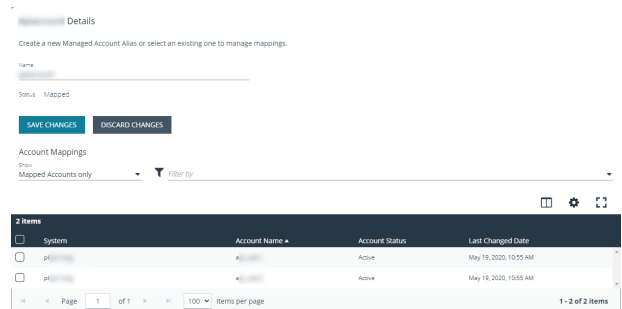 Details
Create a new Managed Account Alias or select an existing one to manage mappings.
Name
Status Mapped
SAVE CHANGES DISCARD CHANGES
Account Mappings
Show
Mapped Accounts only Filter by
2 items
System Account Name Account Status Last Changed Date
Active May 19, 2020, 10:55 AM
Active May 19, 2020, 10:55 AM
Page 1 of 1 100 Items per page 1 - 2 of 2 items